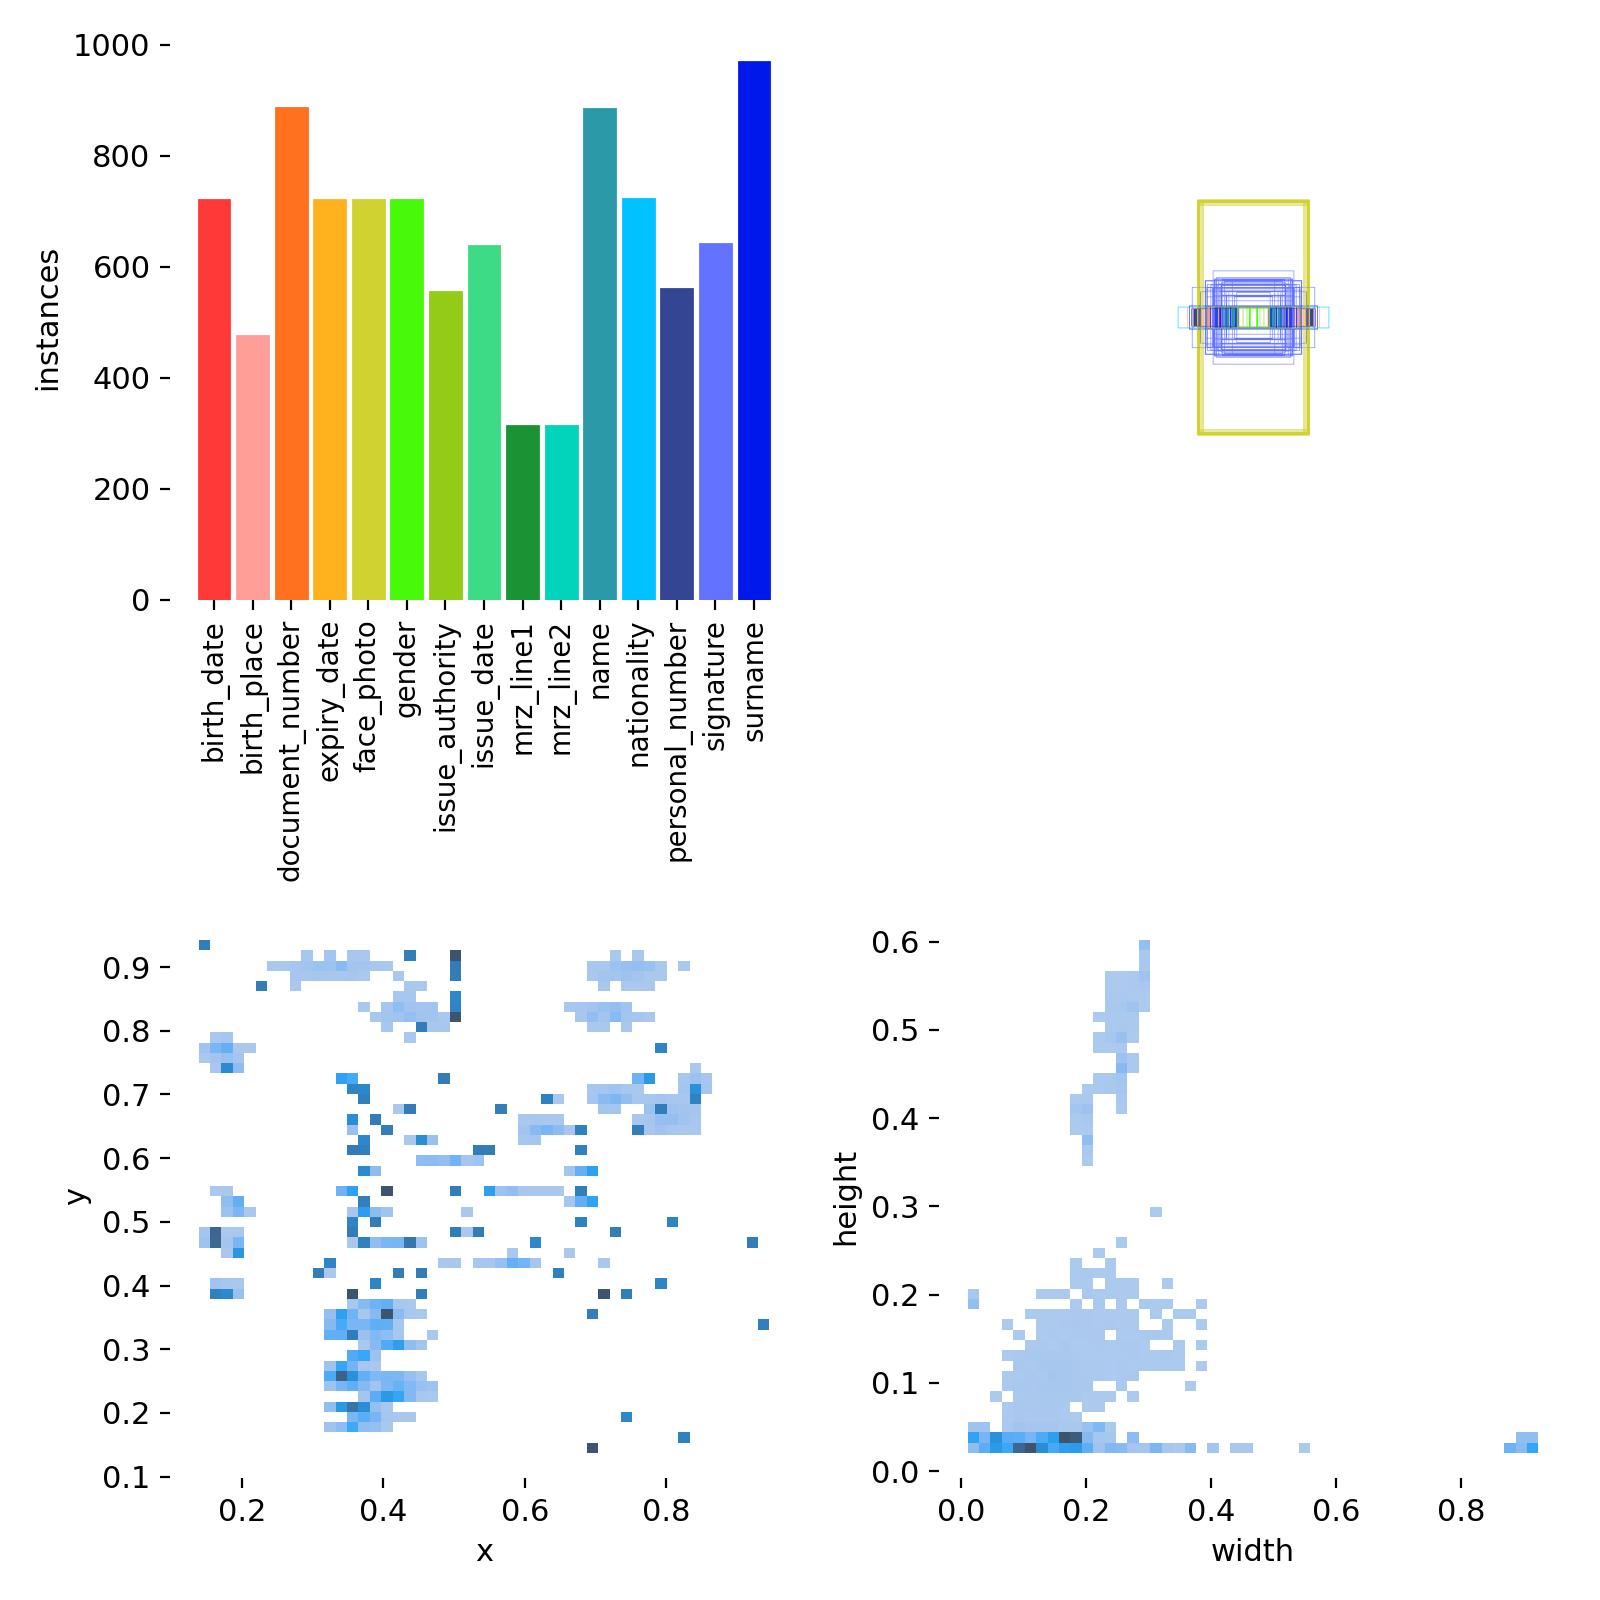 1000
800
600
400
200
0
instances
birth_date
birth_place
document_number
expiry_date
face_photo
gender
issue_authority
issue_date
mrz_line1
mrz_line2
name
nationality
personal_number
signature
surname
0.9
0.8
0.7
0.6
0.5
0.4
0.3
0.2
0.1
y
0.2 0.4 0.6 0.8
x
0.6
0.5
0.4
0.3
0.2
0.1
0.0
height
0.0 0.2 0.4 0.6 0.8
width